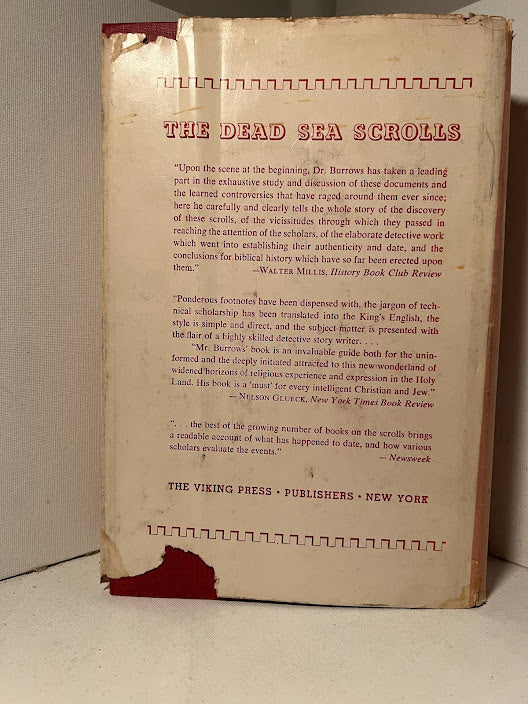 THE DEAD SEA SCROLLS
"Upon the scene at the beginning, Dr. Burrows has taken a leading
part in the exhaustive study and discussion of these documents and
the learned controversies that have raged around them ever since;
here he carefully and clearly tells the whole story of the discovery
of these scrolls, of the vicissitudes through which they passed in
reaching the attention of the scholars, of the elaborate detective work
which went into establishing their authenticity and date, and the
conclusions for biblical history which have so far been erected upon
them." —WALTER MILLIS, History Book Club Review
"Ponderous footnotes have been dispensed with, the jargon of tech-
nical scholarship has been translated into the King's English, the
style is simple and direct, and the subject matter is presented with
the flair of a highly skilled detective story writer. . . .
"Mr. Burrows' book is an invaluable guide both for the unin-
formed and the deeply initiated attracted to this new wonderland of
widened horizons of religious experience and expression in the Holy
Land. His book is a 'must' for every intelligent Christian and Jew."
— NELSON GLUECK, New York Times Book Review
". . . the best of the growing number of books on the scrolls brings
a readable account of what has happened to date, and how various
scholars evaluate the events." — Newsweek
THE VIKING PRESS • PUBLISHERS • NEW YORK